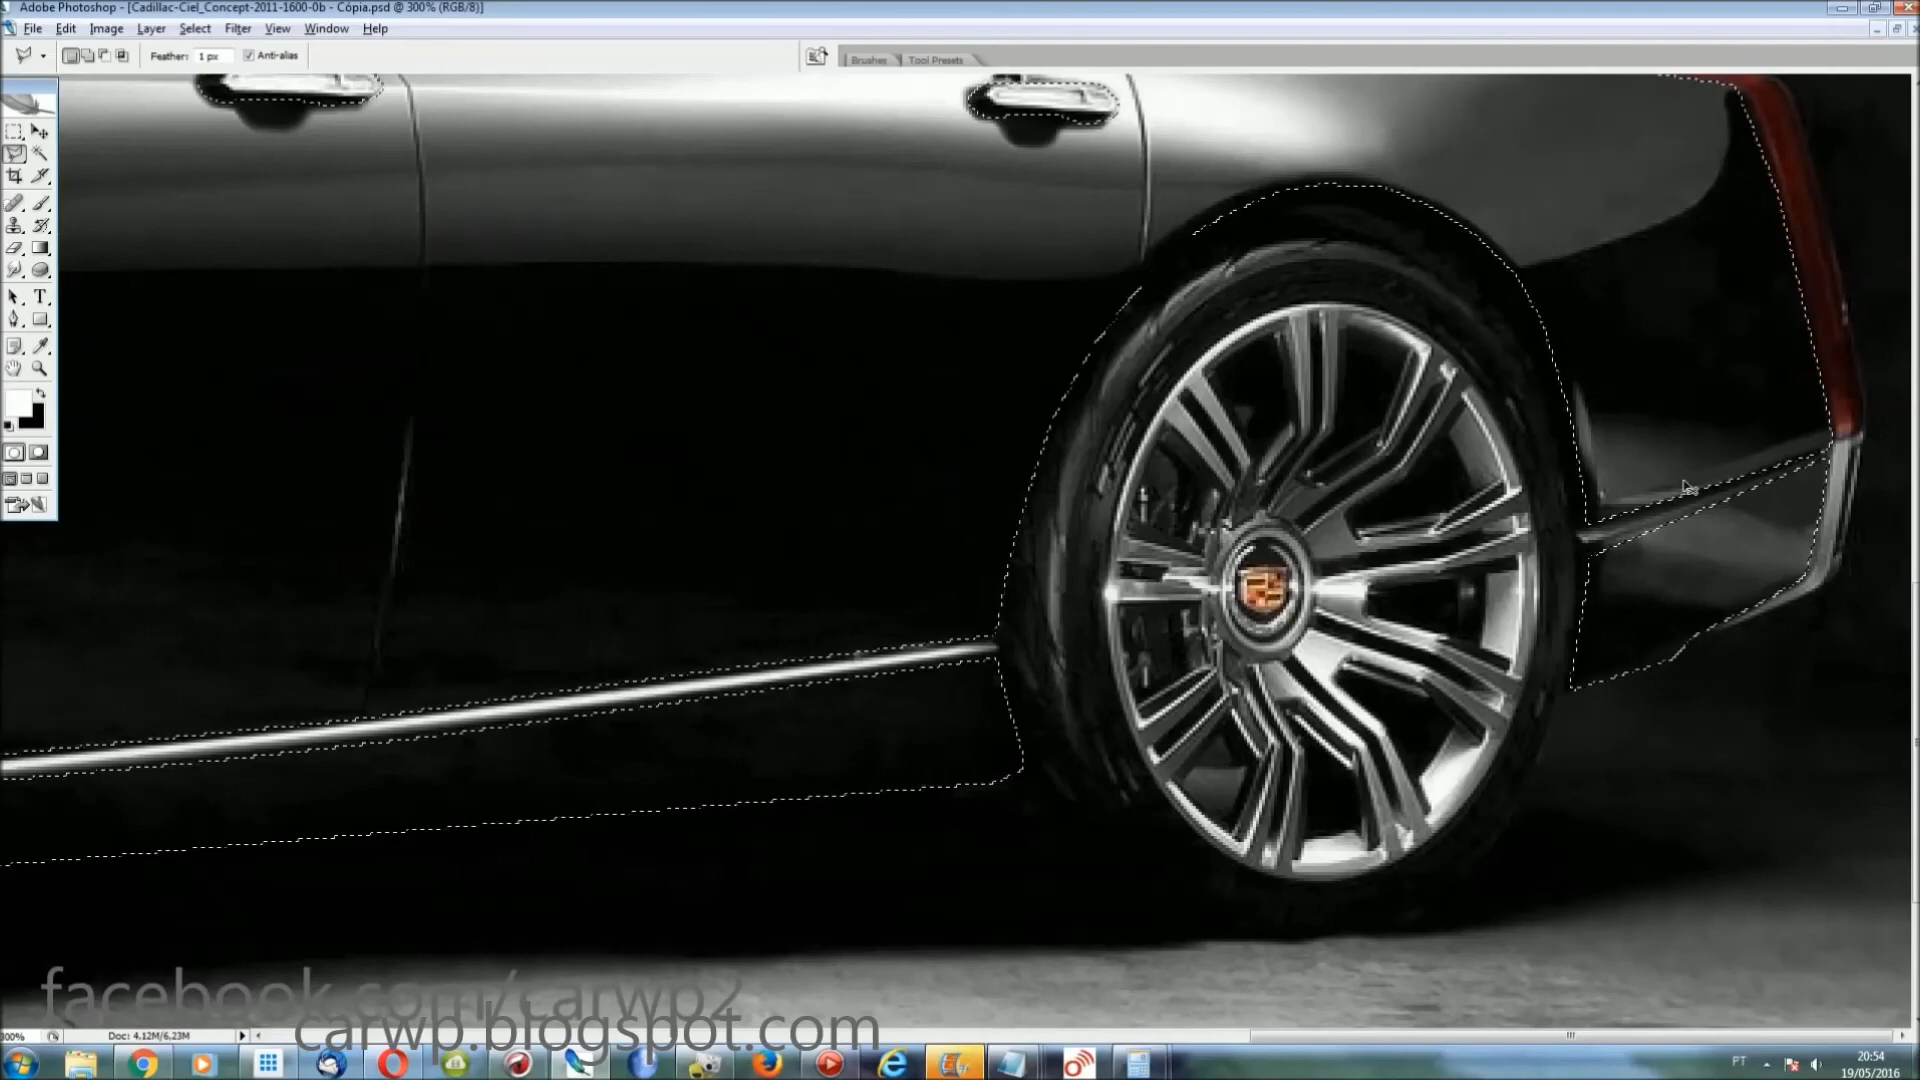 Adobe Photoshop - [Cadillac-Ciel_Concept-2011-1600-0b - Cópia.psd @ 300% (RGB/8)]
File Edit Image Layer Select Filter View Window Help
Feather: 1 px Anti-alias Brushes Tool Presets
T
facebook.com/carwp2
carwp.blogspot.com
300% Doc: 4.12M/6,23M
PT 20:54
19/05/2016